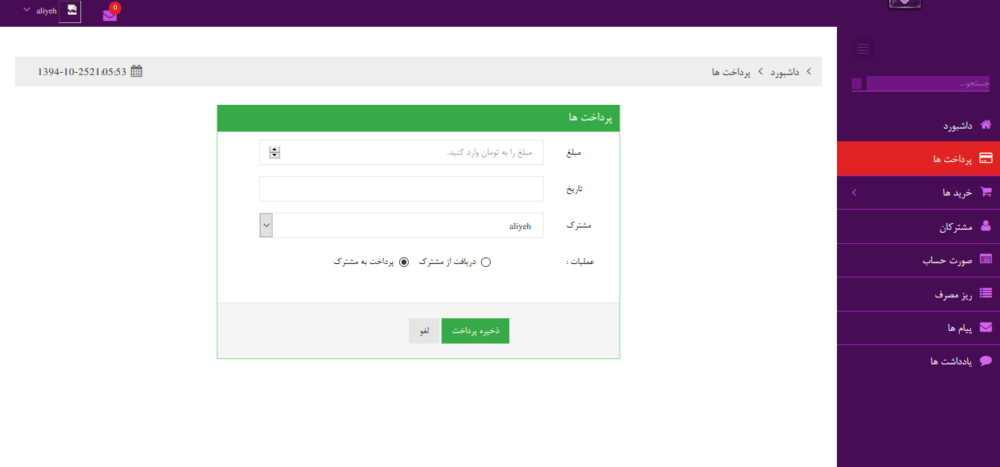 aliyeh
0
داشبورد
پرداخت ها
1394-10-2521:05:53
جستجو...
داشبورد
پرداخت ها
خرید ها
مشترکان
صورت حساب
ریز مصرف
پیام ها
یادداشت ها
پرداخت ها
مبلغ
مبلغ را به تومان وارد کنید.
تاریخ
مشترک
aliyeh
عملیات :
دریافت از مشترک
پرداخت به مشترک
ذخیره پرداخت
لغو